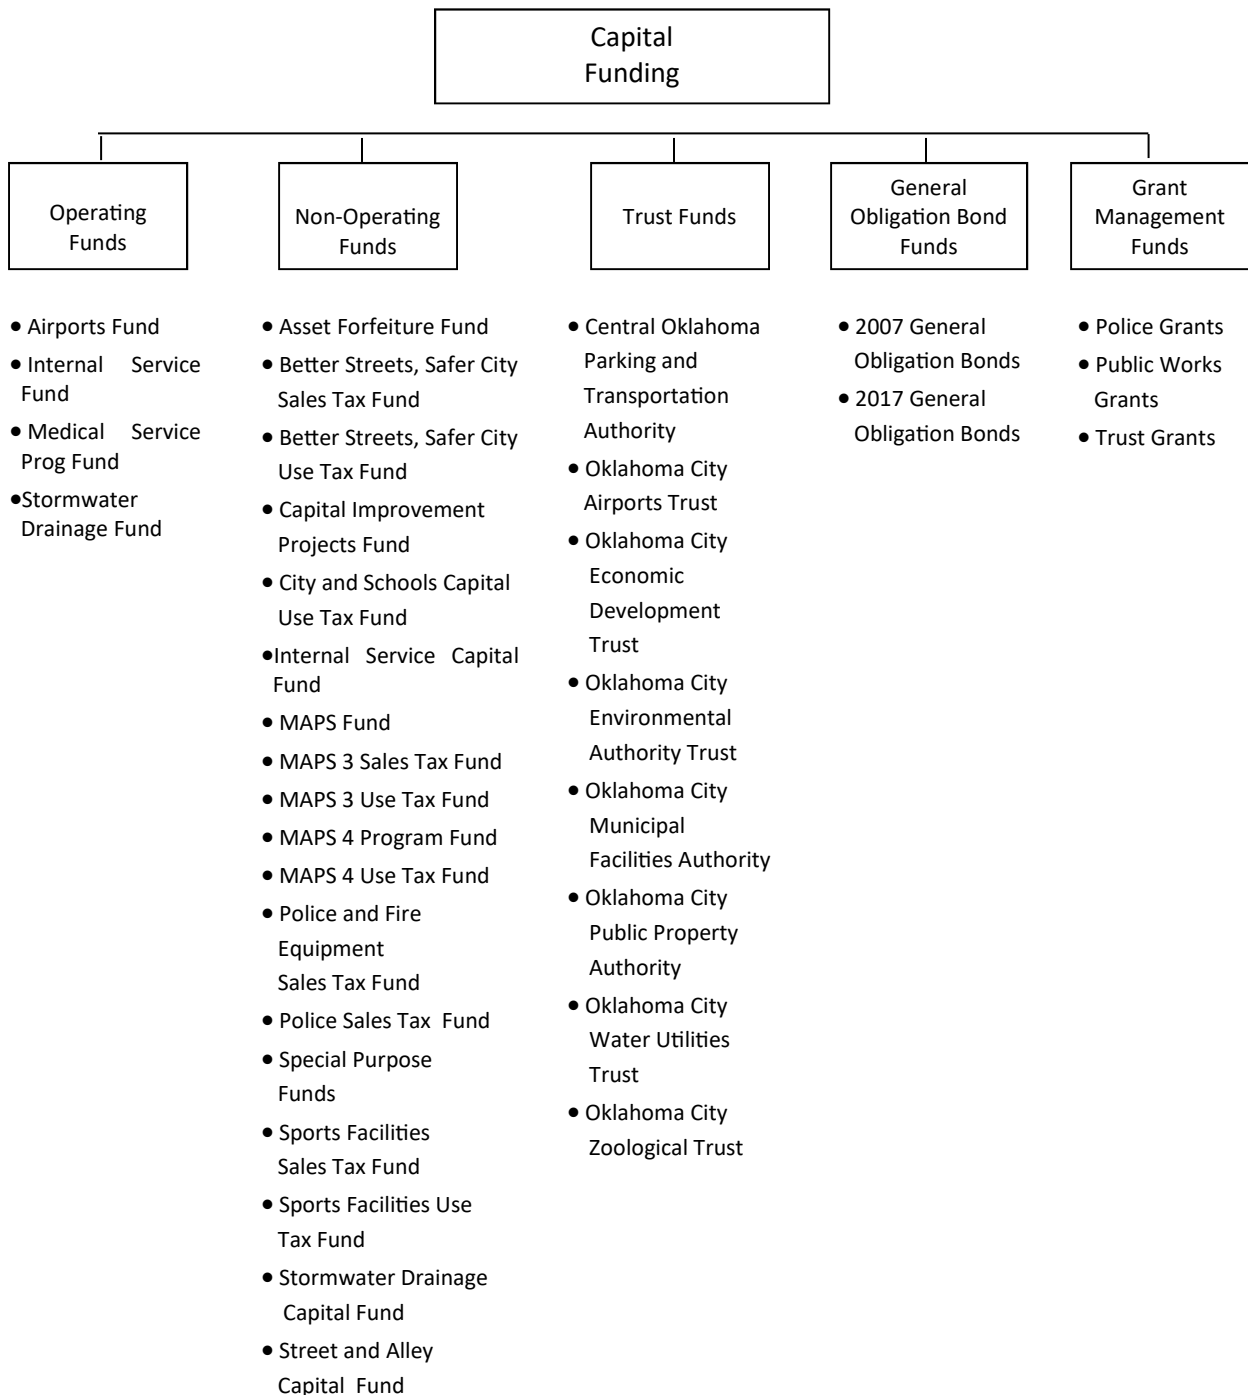 Capital
Funding
Operating
Funds
Non-Operating
Funds
Trust Funds
General
Obligation Bond
Funds
Grant
Management
Funds
• Airports Fund
• Internal Service
Fund
• Medical Service
Prog Fund
•Stormwater
Drainage Fund
• Asset Forfeiture Fund
• Better Streets, Safer City
Sales Tax Fund
• Better Streets, Safer City
Use Tax Fund
• Capital Improvement
Projects Fund
• City and Schools Capital
Use Tax Fund
•Internal Service Capital
Fund
• MAPS Fund
• MAPS 3 Sales Tax Fund
• MAPS 3 Use Tax Fund
• MAPS 4 Program Fund
• MAPS 4 Use Tax Fund
• Police and Fire
Equipment
Sales Tax Fund
• Police Sales Tax Fund
• Special Purpose
Funds
• Sports Facilities
Sales Tax Fund
• Sports Facilities Use
Tax Fund
• Stormwater Drainage
Capital Fund
• Street and Alley
Capital Fund
• Central Oklahoma
Parking and
Transportation
Authority
• Oklahoma City
Airports Trust
• Oklahoma City
Economic
Development
Trust
• Oklahoma City
Environmental
Authority Trust
• Oklahoma City
Municipal
Facilities Authority
• Oklahoma City
Public Property
Authority
• Oklahoma City
Water Utilities
Trust
• Oklahoma City
Zoological Trust
• 2007 General
Obligation Bonds
• 2017 General
Obligation Bonds
• Police Grants
• Public Works
Grants
• Trust Grants